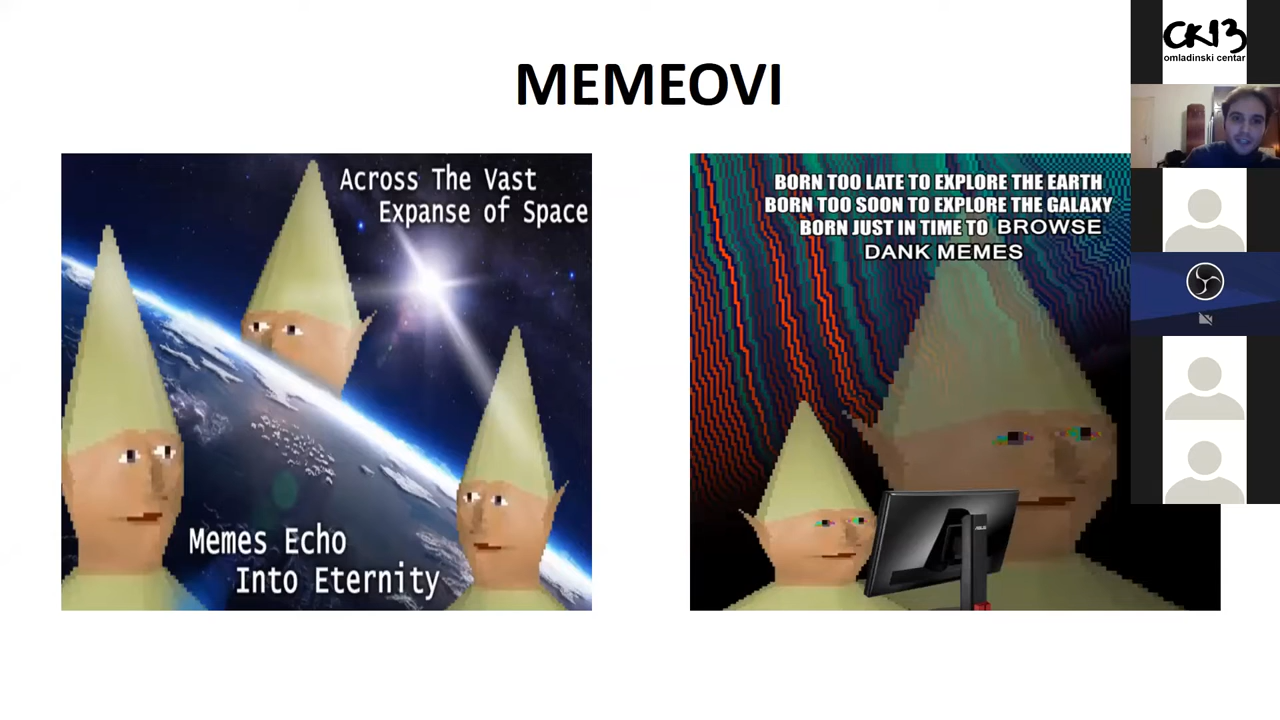 MEMEOVI
Across The Vast
Expanse of Space
Memes Echo
Into Eternity
BORN TOO LATE TO EXPLORE THE EARTH
BORN TOO SOON TO EXPLORE THE GALAXY
BORN JUST IN TIME TO BROWSE
DANK MEMES
CK13
omladinski centar